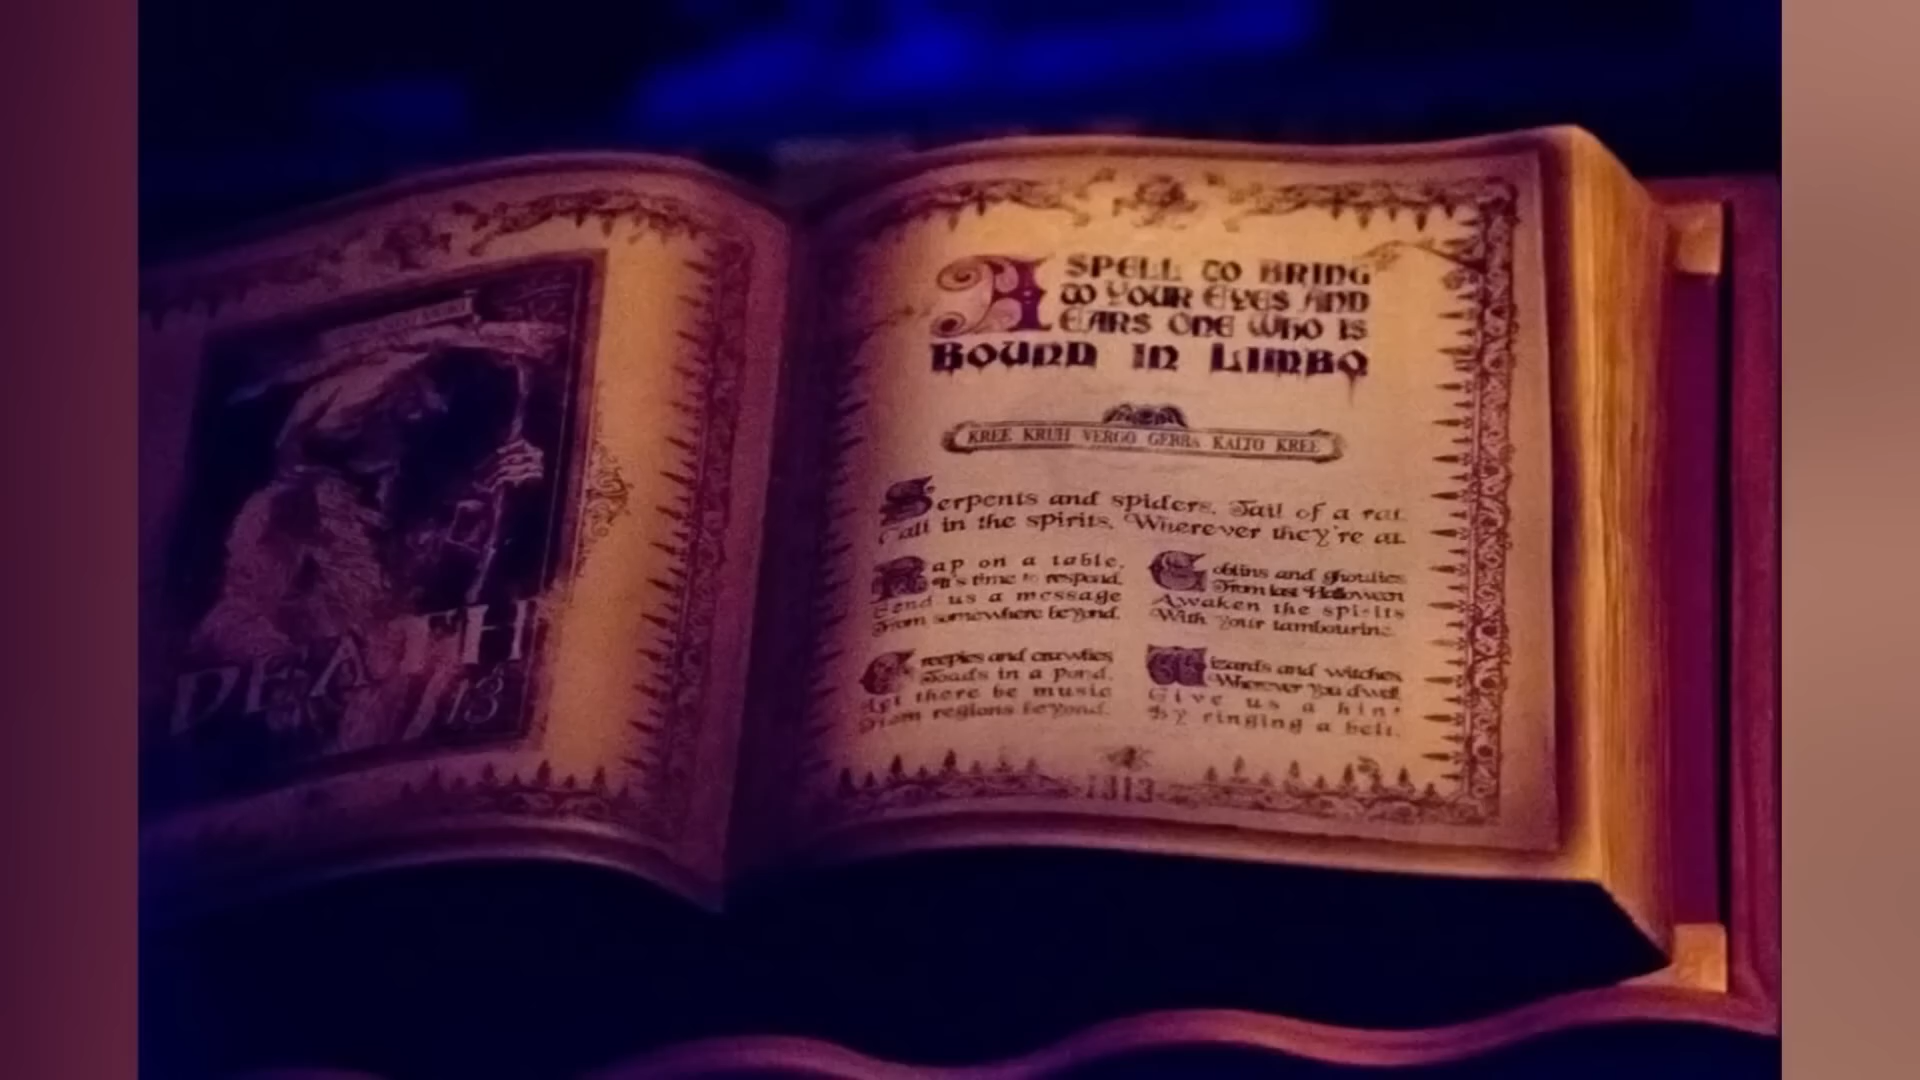 DEATH
13
A SPELL TO BRING
TO YOUR EYES AND
EARS ONE WHO IS
BOUND IN LIMBO
KREE KRUH VERGO GEBBA KALTO KREE
Serpents and spiders, Tail of a rat.
Call in the spirits, Wherever they're at.
Rap on a table,
It's time to respond,
Send us a message
From somewhere beyond.
Goblins and ghoulies
From last Halloween
Awaken the spirits
With your tambourine.
Creepies and crawlies
Toads in a pond,
Let there be music
From regions beyond.
Wizards and witches
Wherever you dwell
Give us a hint
By ringing a bell.
1313